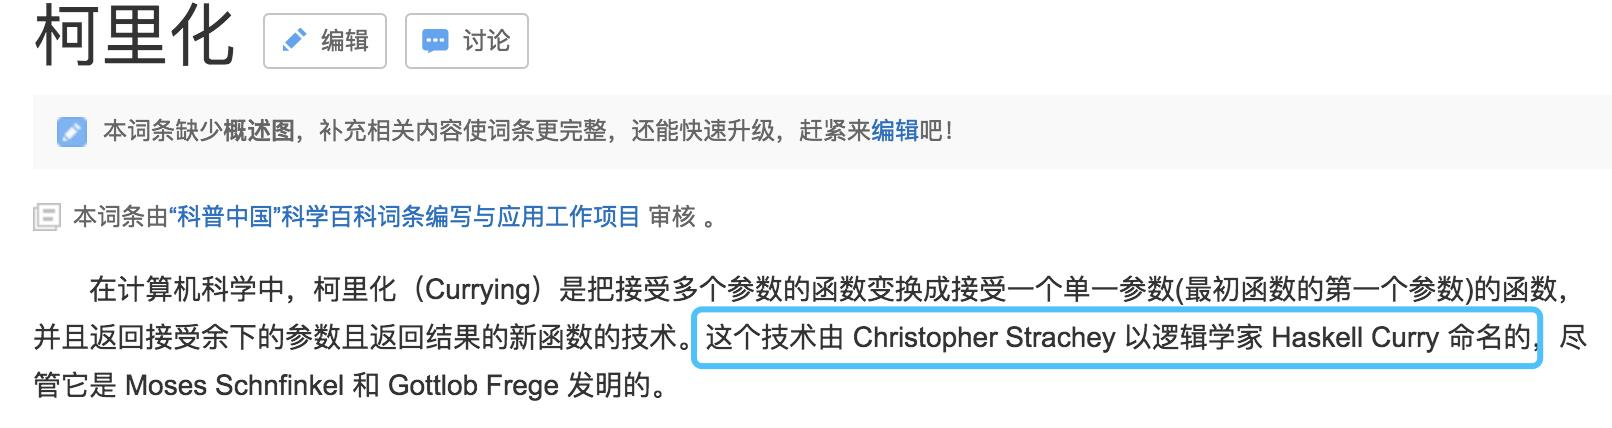 柯里化 编辑 讨论
本词条缺少概述图，补充相关内容使词条更完整，还能快速升级，赶紧来编辑吧！
本词条由“科普中国”科学百科词条编写与应用工作项目 审核 。
在计算机科学中，柯里化（Currying）是把接受多个参数的函数变换成接受一个单一参数(最初函数的第一个参数)的函数，
并且返回接受余下的参数且返回结果的新函数的技术。这个技术由 Christopher Strachey 以逻辑学家 Haskell Curry 命名的，尽
管它是 Moses Schnfinkel 和 Gottlob Frege 发明的。